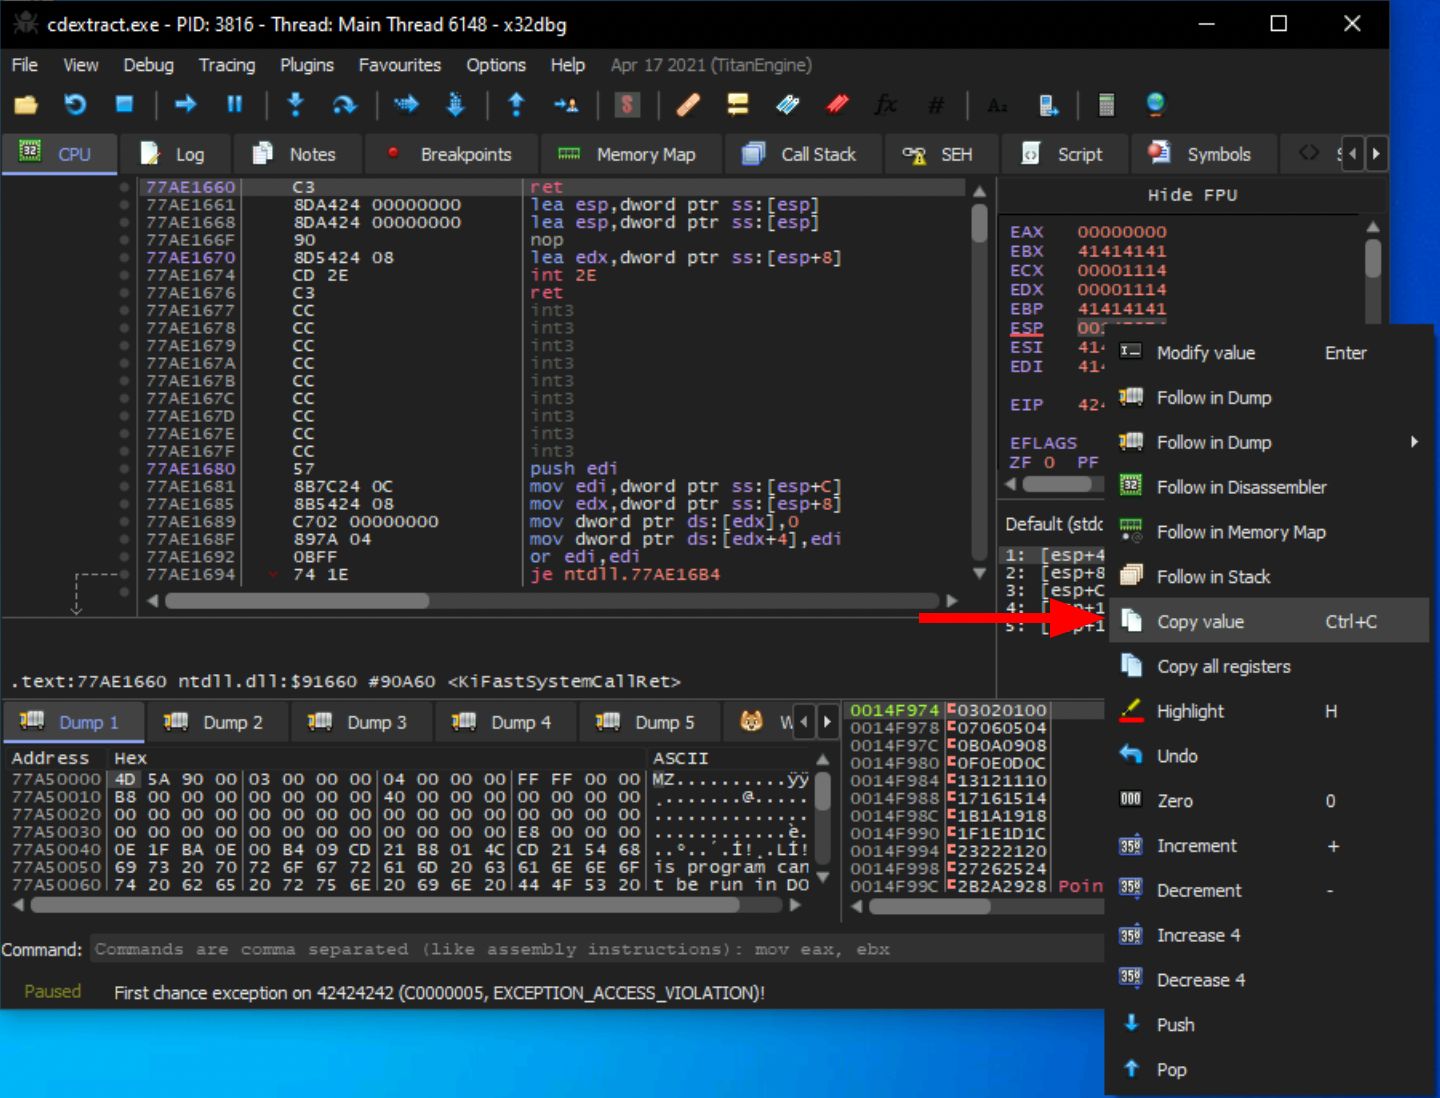 cdextract.exe - PID: 3816 - Thread: Main Thread 6148 - x32dbg
File View Debug Tracing Plugins Favourites Options Help Apr 17 2021 (TitanEngine)
CPU Log Notes Breakpoints Memory Map Call Stack SEH Script Symbols
77AE1660 C3 ret
77AE1661 8DA424 00000000 lea esp,dword ptr ss:[esp]
77AE1668 8DA424 00000000 lea esp,dword ptr ss:[esp]
77AE166F 90 nop
77AE1670 8D5424 08 lea edx,dword ptr ss:[esp+8]
77AE1674 CD 2E int 2E
77AE1676 C3 ret
77AE1677 CC int3
77AE1678 CC int3
77AE1679 CC int3
77AE167A CC int3
77AE167B CC int3
77AE167C CC int3
77AE167D CC int3
77AE167E CC int3
77AE167F CC int3
77AE1680 57 push edi
77AE1681 8B7C24 0C mov edi,dword ptr ss:[esp+C]
77AE1685 8B5424 08 mov edx,dword ptr ss:[esp+8]
77AE1689 C702 00000000 mov dword ptr ds:[edx],0
77AE168F 897A 04 mov dword ptr ds:[edx+4],edi
77AE1692 0BFF or edi,edi
77AE1694 74 1E je ntdll.77AE16B4
.text:77AE1660 ntdll.dll:$91660 #90A60 <KiFastSystemCallRet>
Hide FPU
EAX 00000000
EBX 41414141
ECX 00001114
EDX 00001114
EBP 41414141
ESP
ESI 414
EDI 414
EIP 424
EFLAGS
ZF 0 PF
Default (stdc
1: [esp+4
2: [esp+8
3: [esp+C
4: [esp+1
5: [esp+1
Modify value Enter
Follow in Dump
Follow in Dump
Follow in Disassembler
Follow in Memory Map
Follow in Stack
Copy value Ctrl+C
Copy all registers
Highlight H
Undo
Zero 0
Increment +
Decrement -
Increase 4
Decrease 4
Push
Pop
Dump 1 Dump 2 Dump 3 Dump 4 Dump 5 W
Address Hex ASCII
77A50000 4D 5A 90 00 03 00 00 00 04 00 00 00 FF FF 00 00 MZ..........ÿÿ
77A50010 B8 00 00 00 00 00 00 00 40 00 00 00 00 00 00 00 ¸.......@.....
77A50020 00 00 00 00 00 00 00 00 00 00 00 00 00 00 00 00 ..............
77A50030 00 00 00 00 00 00 00 00 00 00 00 00 E8 00 00 00 ............è.
77A50040 0E 1F BA 0E 00 B4 09 CD 21 B8 01 4C CD 21 54 68 ..º..´.Í!¸.LÍ!
77A50050 69 73 20 70 72 6F 67 72 61 6D 20 63 61 6E 6E 6F is program can
77A50060 74 20 62 65 20 72 75 6E 20 69 6E 20 44 4F 53 20 t be run in DO
0014F974 03020100
0014F978 07060504
0014F97C 0B0A0908
0014F980 0F0E0D0C
0014F984 13121110
0014F988 17161514
0014F98C 1B1A1918
0014F990 1F1E1D1C
0014F994 23222120
0014F998 27262524
0014F99C 2B2A2928 Poin
Command: Commands are comma separated (like assembly instructions): mov eax, ebx
Paused First chance exception on 42424242 (C0000005, EXCEPTION_ACCESS_VIOLATION)!